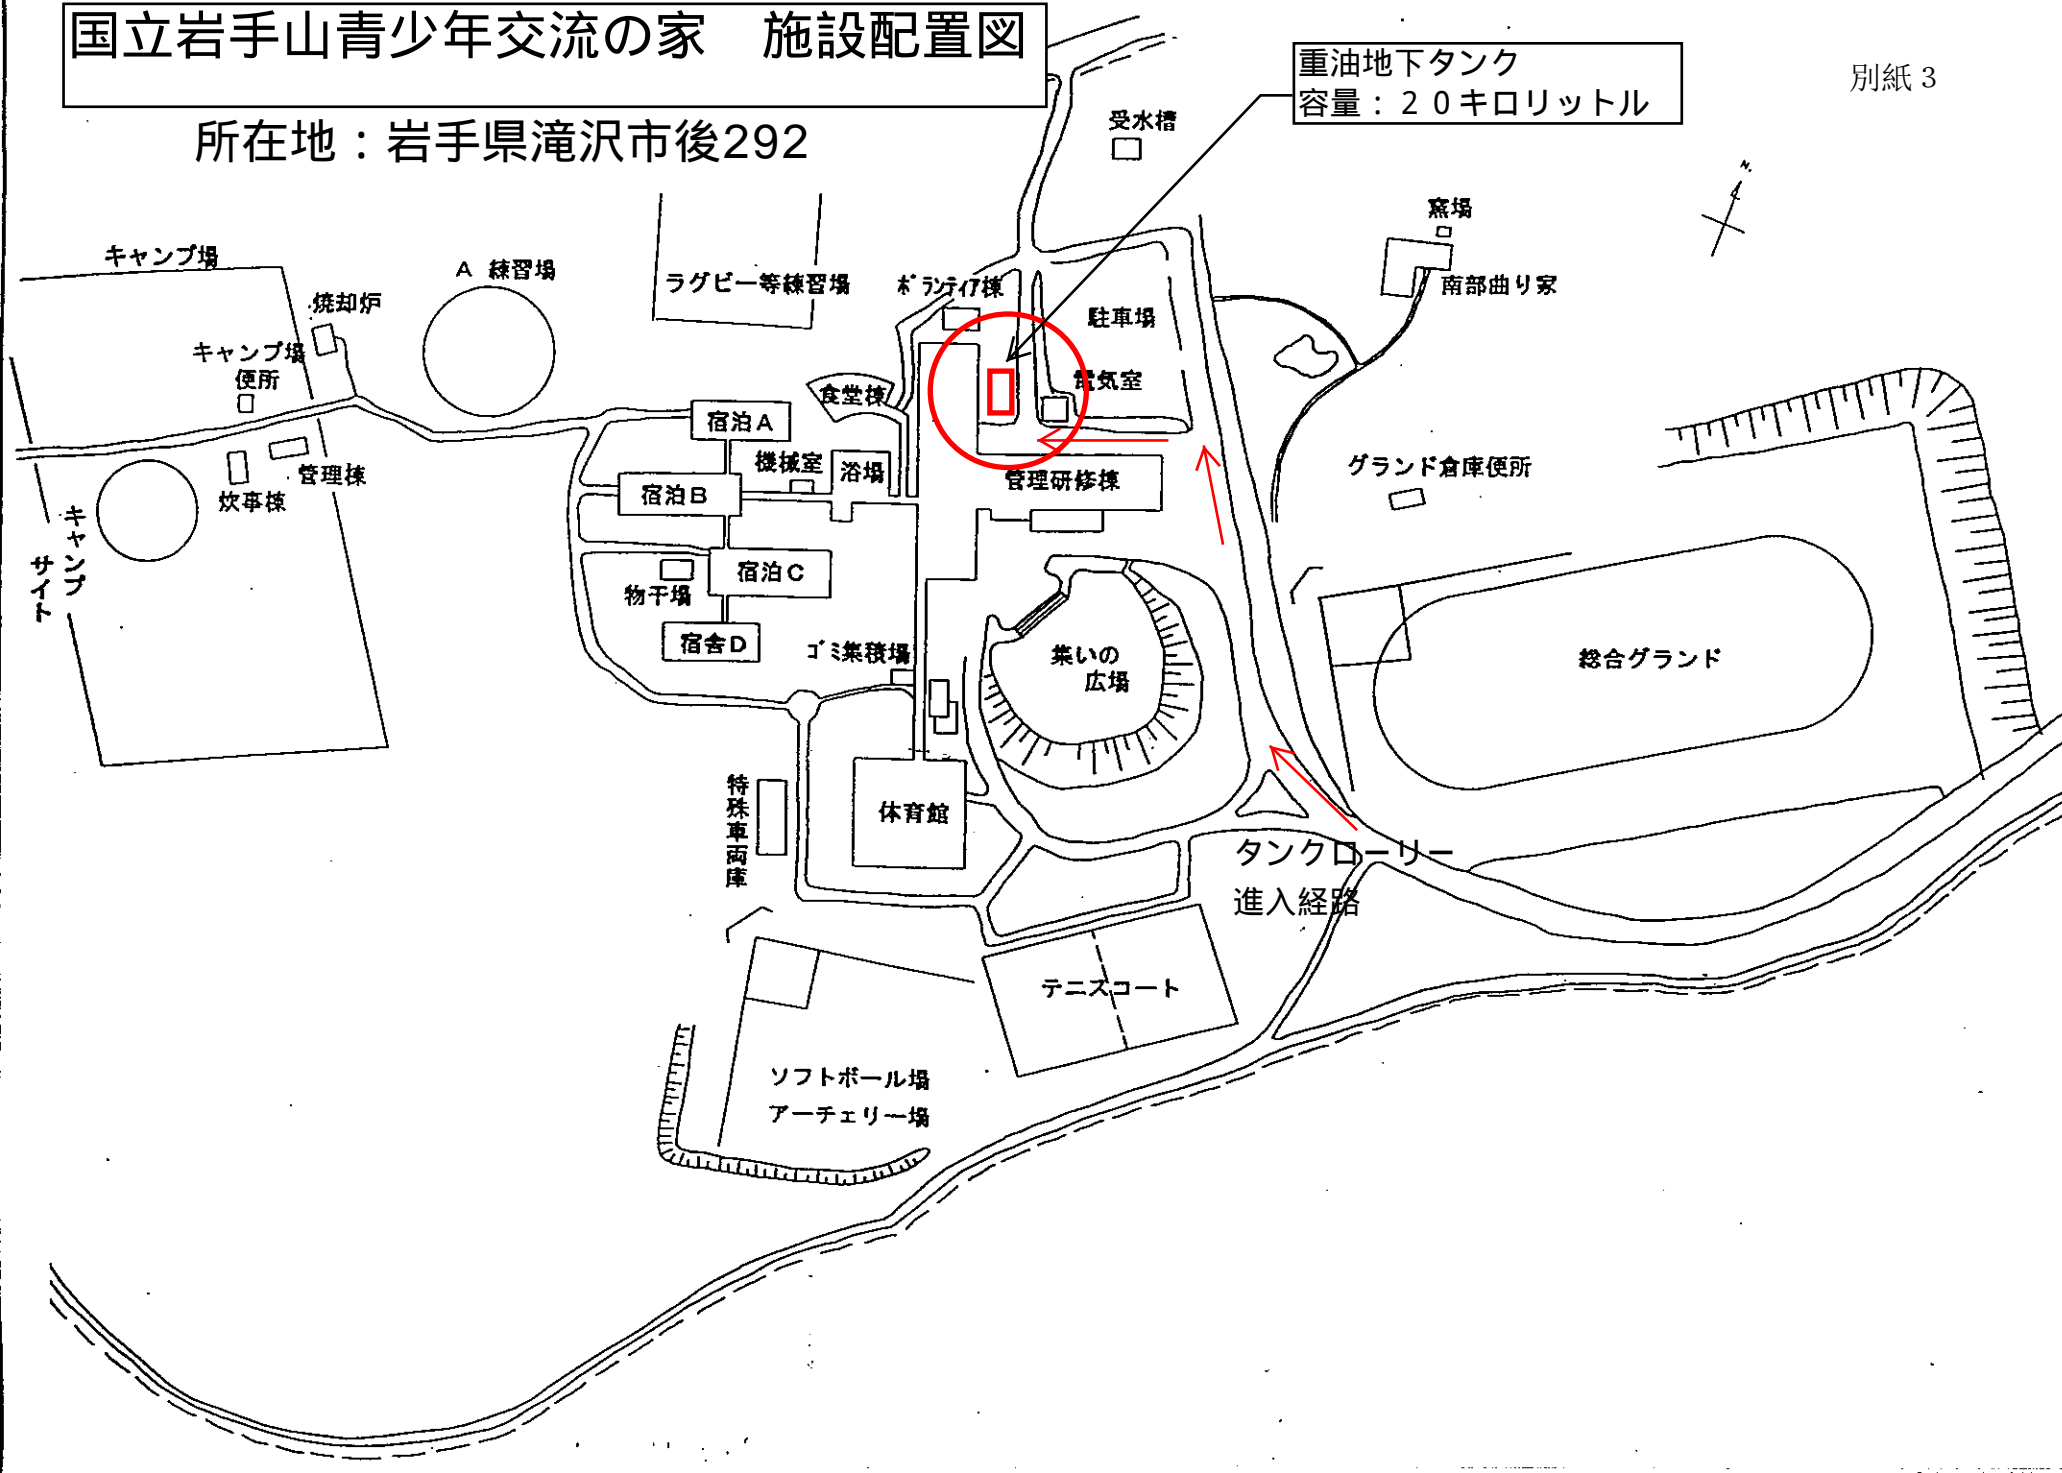 国立岩手山青少年交流の家　施設配置図
所在地：岩手県滝沢市後292
重油地下タンク
容量：２０キロリットル
別紙３
受水槽
N.
窯場
南部曲り家
キャンプ場
焼却炉
A 練習場
ラグビー等練習場
ボランティア棟
駐車場
電気室
キャンプ場
便所
食堂棟
宿泊A
機械室
浴場
管理研修棟
グランド倉庫便所
管理棟
炊事棟
宿泊B
キャンプ
サイト
宿泊C
物干場
宿舎D
ゴミ集積場
集いの
広場
総合グランド
特殊車両庫
体育館
タンクローリー
進入経路
テニスコート
ソフトボール場
アーチェリー場